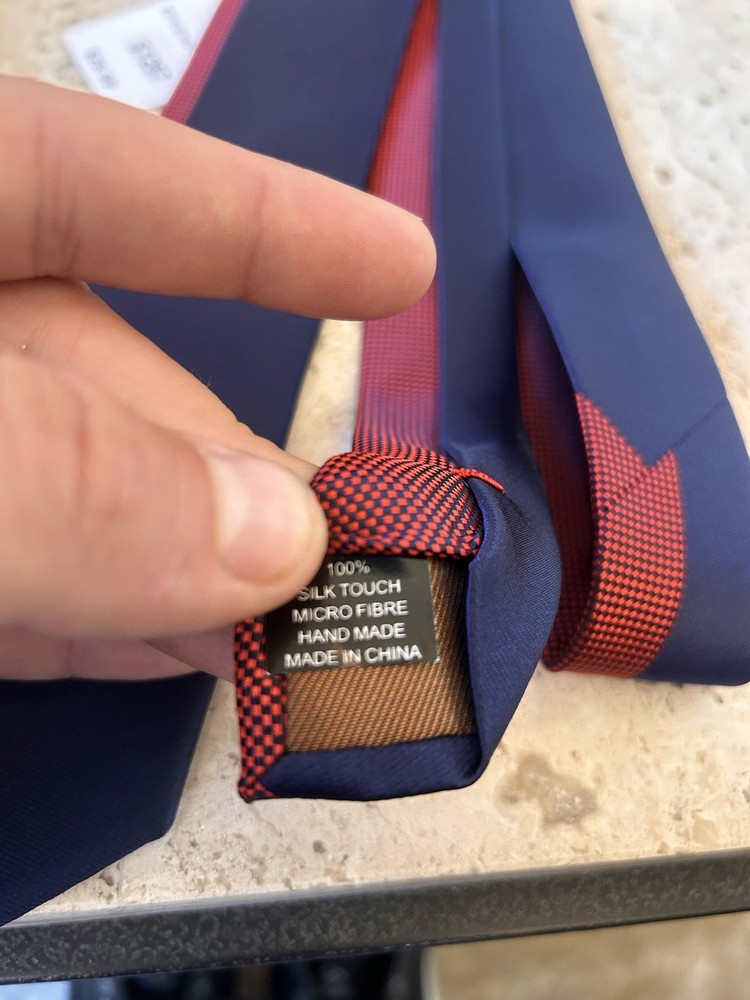 100%
SILK TOUCH
MICRO FIBRE
HAND MADE
MADE IN CHINA